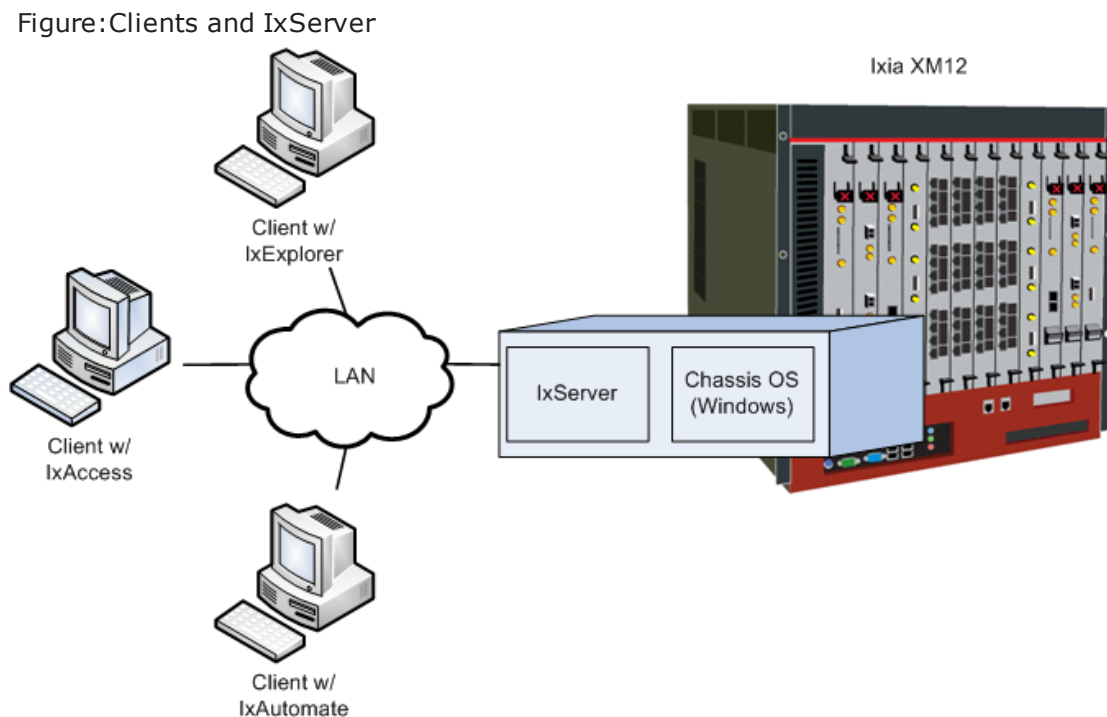 Figure:Clients and IxServer
Ixia XM12
Client w/
IxExplorer
Client w/
IxAccess
LAN
IxServer
Chassis OS
(Windows)
Client w/
IxAutomate